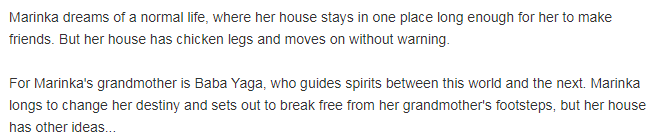 Marinka dreams of a normal life, where her house stays in one place long enough for her to make
friends. But her house has chicken legs and moves on without warning.
For Marinka's grandmother is Baba Yaga, who guides spirits between this world and the next. Marinka
longs to change her destiny and sets out to break free from her grandmother's footsteps, but her house
has other ideas...